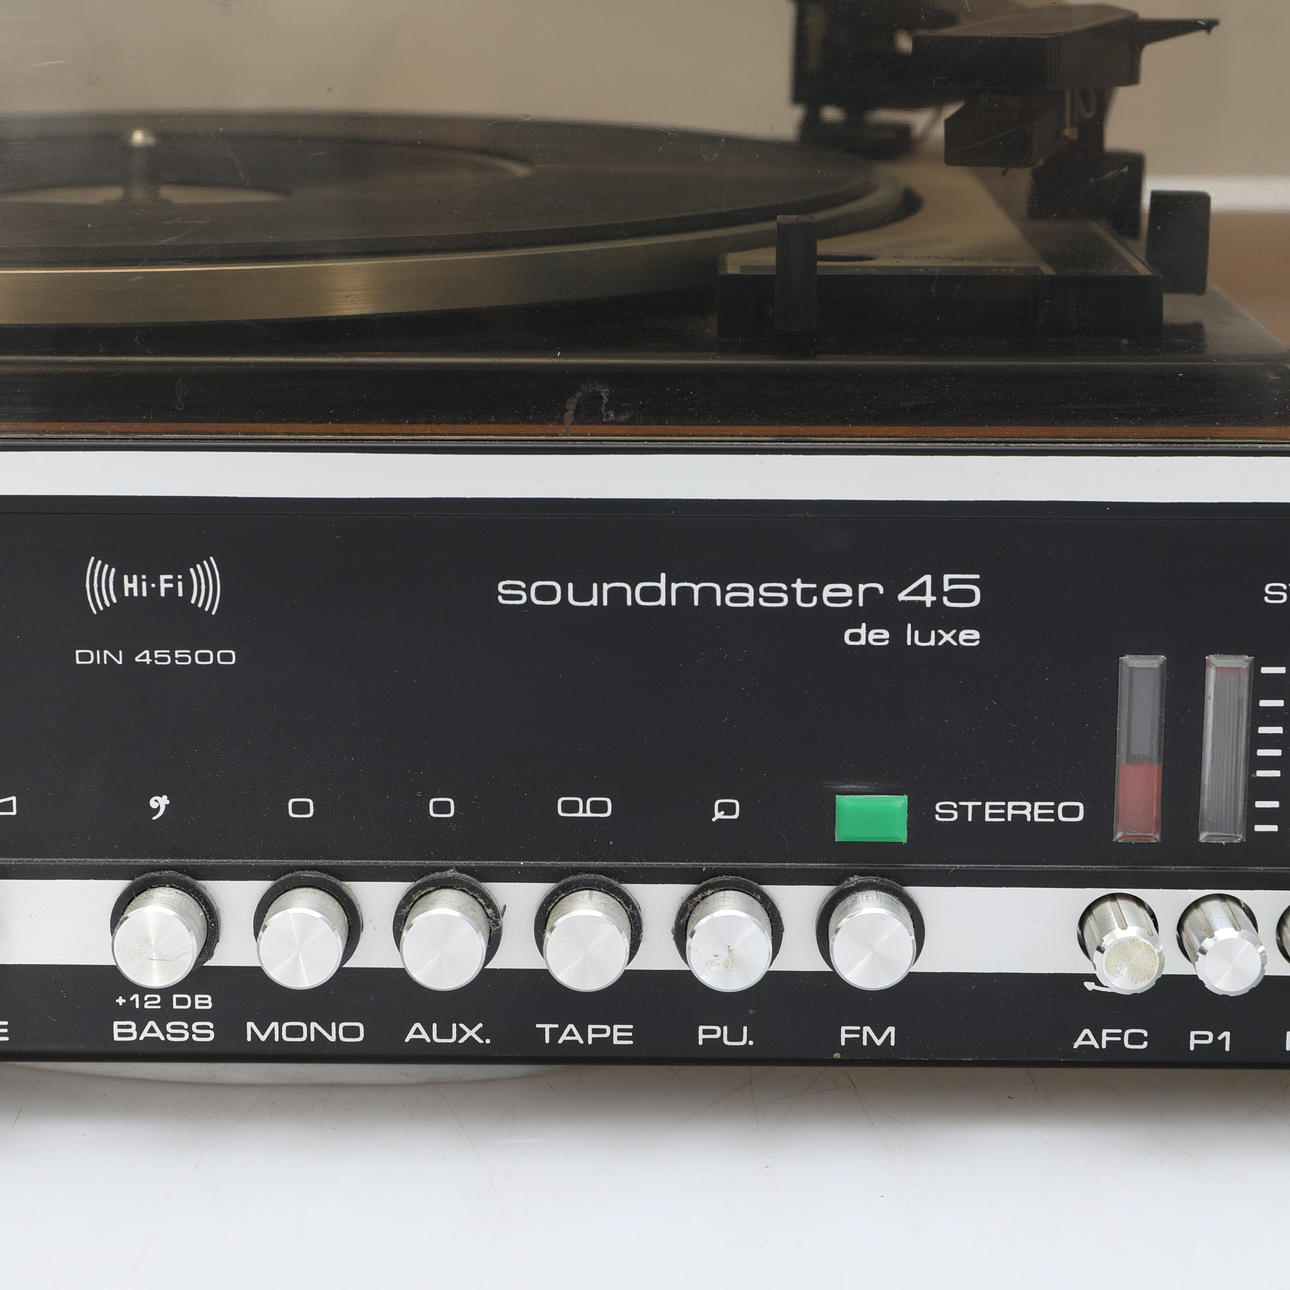 Hi-Fi
DIN 45500
soundmaster 45
de luxe
STEREO
+12 DB
BASS
MONO
AUX.
TAPE
PU.
FM
AFC
P1